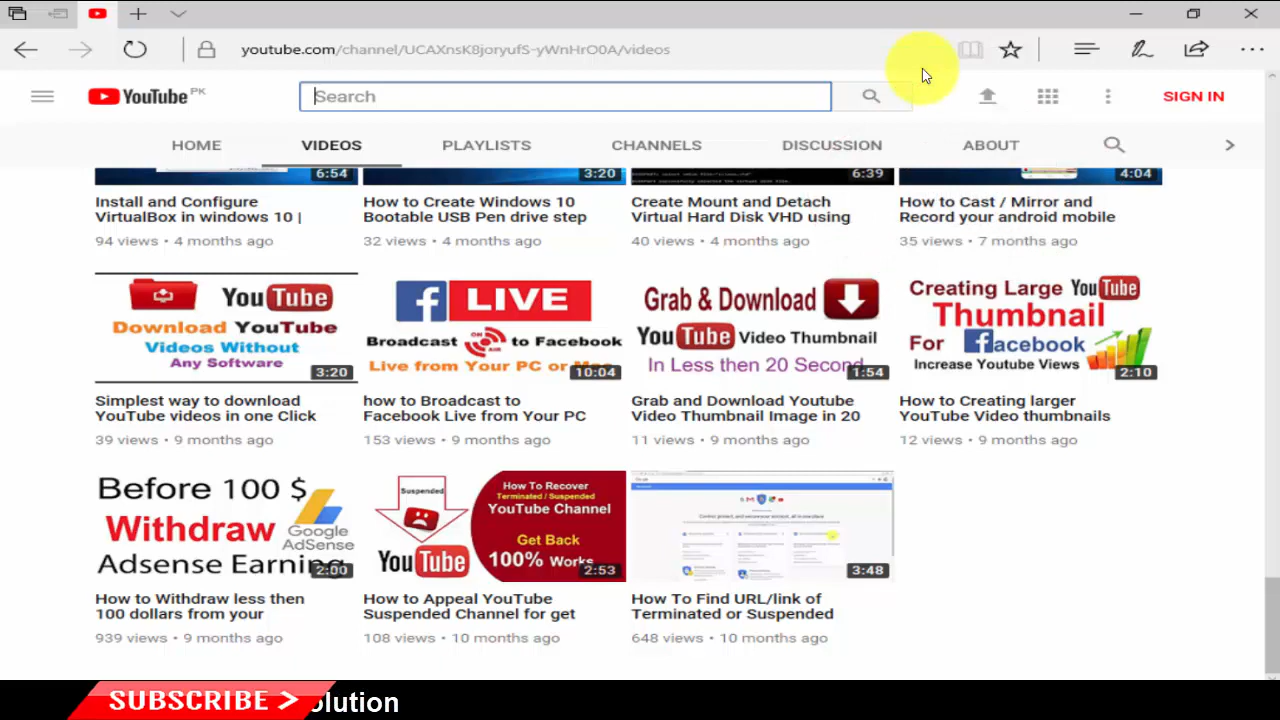 youtube.com/channel/UCAXnsK8joryufS-yWnHrO0A/videos
YouTube PK
Search
SIGN IN
HOME VIDEOS PLAYLISTS CHANNELS DISCUSSION ABOUT
6:54 3:20 6:39 4:04
Install and Configure
VirtualBox in windows 10 |
94 views • 4 months ago
How to Create Windows 10
Bootable USB Pen drive step
32 views • 4 months ago
Create Mount and Detach
Virtual Hard Disk VHD using
40 views • 4 months ago
How to Cast / Mirror and
Record your android mobile
35 views • 7 months ago
YouTube
Download YouTube
Videos Without
Any Software
3:20
Simplest way to download
YouTube videos in one Click
39 views • 9 months ago
f LIVE
Broadcast ON AIR to Facebook
Live from Your PC or
10:04
how to Broadcast to
Facebook Live from Your PC
153 views • 9 months ago
Grab & Download
YouTube Video Thumbnail
In Less then 20 Second
1:54
Grab and Download Youtube
Video Thumbnail Image in 20
11 views • 9 months ago
Creating Large YouTube
Thumbnail
For Facebook
Increase Youtube Views
2:10
How to Creating larger
YouTube Video thumbnails
12 views • 9 months ago
Before 100 $
Withdraw
Google
AdSense
Adsense Earning
2:00
How to Withdraw less then
100 dollars from your
939 views • 9 months ago
Suspended
YouTube
How To Recover
Terminated / Suspended
YouTube Channel
Get Back
100% Works
2:53
How to Appeal YouTube
Suspended Channel for get
108 views • 10 months ago
3:48
How To Find URL/link of
Terminated or Suspended
648 views • 10 months ago
SUBSCRIBE > olution